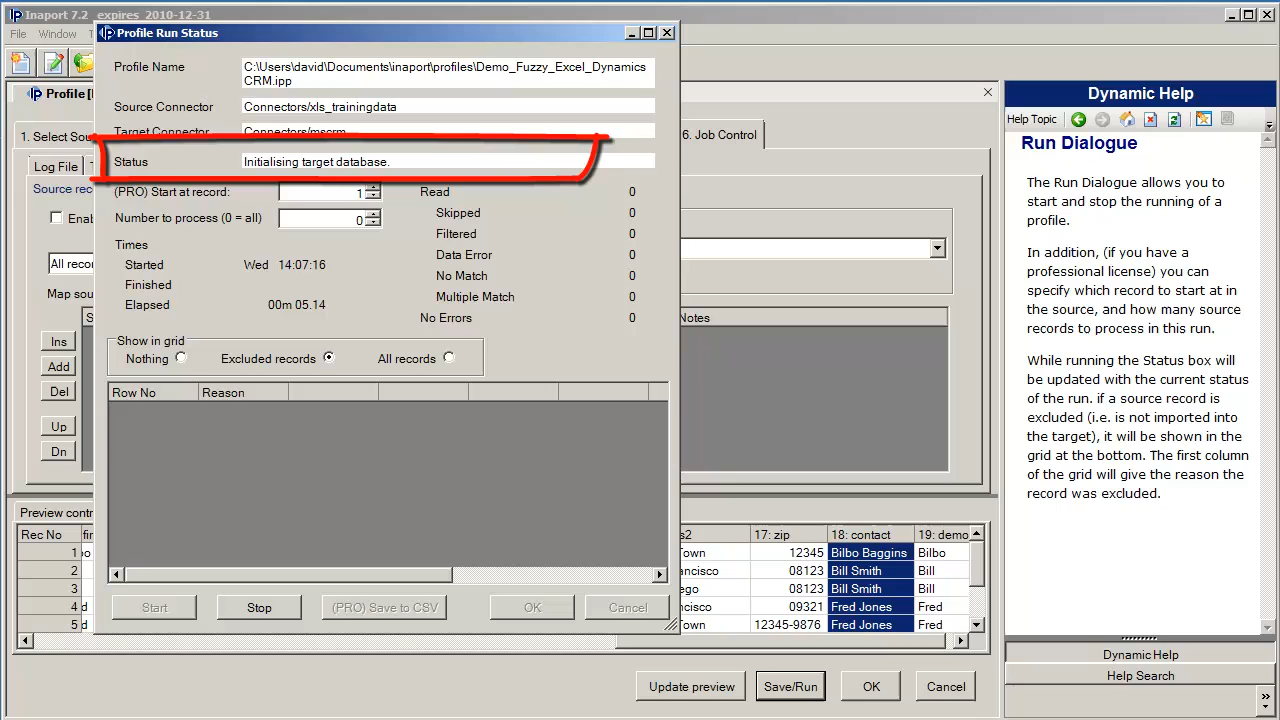 Inaport 7.2 expires 2010-12-31
File Window
Profile Run Status
Profile Name C:\Users\david\Documents\inaport\profiles\Demo_Fuzzy_Excel_Dynamics
CRM.ipp
Source Connector Connectors/xls_trainingdata
Target Connector Connectors/mscrm
Status Initialising target database.
(PRO) Start at record: 1
Number to process (0 = all) 0
Times
Started Wed 14:07:16
Finished
Elapsed 00m 05.14
Read 0
Skipped 0
Filtered 0
Data Error 0
No Match 0
Multiple Match 0
No Errors 0
Show in grid
Nothing Excluded records All records
Row No Reason
Start Stop (PRO) Save to CSV OK Cancel
Profile [
1. Select Sou
6. Job Control
Log File
Source rec
Enab
All recor
Map sou
S
Notes
Ins
Add
Del
Up
Dn
Preview contr
Rec No fir s2 17: zip 18: contact 19: demo
1 Town 12345 Bilbo Baggins Bilbo
2 ancisco 08123 Bill Smith Bill
3 ego 08123 Bill Smith Bill
4 d ncisco 09321 Fred Jones Fred
5 d Town 12345-9876 Fred Jones Fred
Update preview Save/Run OK Cancel
Dynamic Help
Help Topic
Run Dialogue
The Run Dialogue allows you to
start and stop the running of a
profile.
In addition, (if you have a
professional license) you can
specify which record to start at in
the source, and how many source
records to process in this run.
While running the Status box will
be updated with the current status
of the run. if a source record is
excluded (i.e. is not imported into
the target), it will be shown in the
grid at the bottom. The first column
of the grid will give the reason the
record was excluded.
Dynamic Help
Help Search